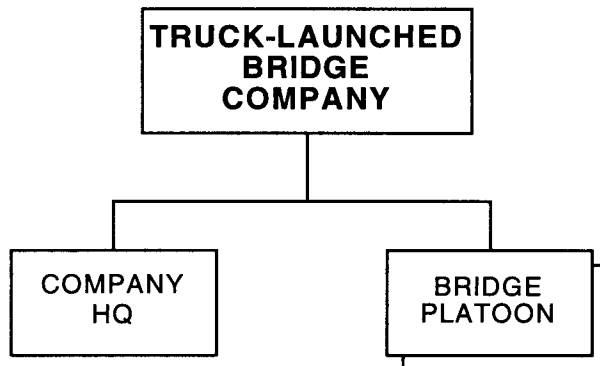 TRUCK-LAUNCHED
BRIDGE
COMPANY
COMPANY
HQ
BRIDGE
PLATOON